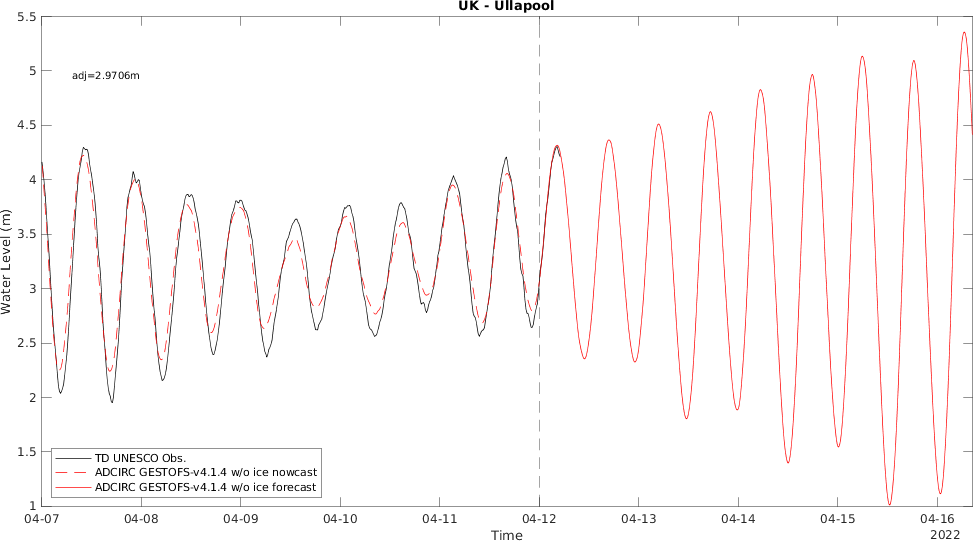 UK - Ullapool
5.5
5
4.5
4
3.5
3
2.5
2
1.5
1
Water Level (m)
adj=2.9706m
TD UNESCO Obs.
ADCIRC GESTOFS-v4.1.4 w/o ice nowcast
ADCIRC GESTOFS-v4.1.4 w/o ice forecast
04-07 04-08 04-09 04-10 04-11 04-12 04-13 04-14 04-15 04-16
Time
2022